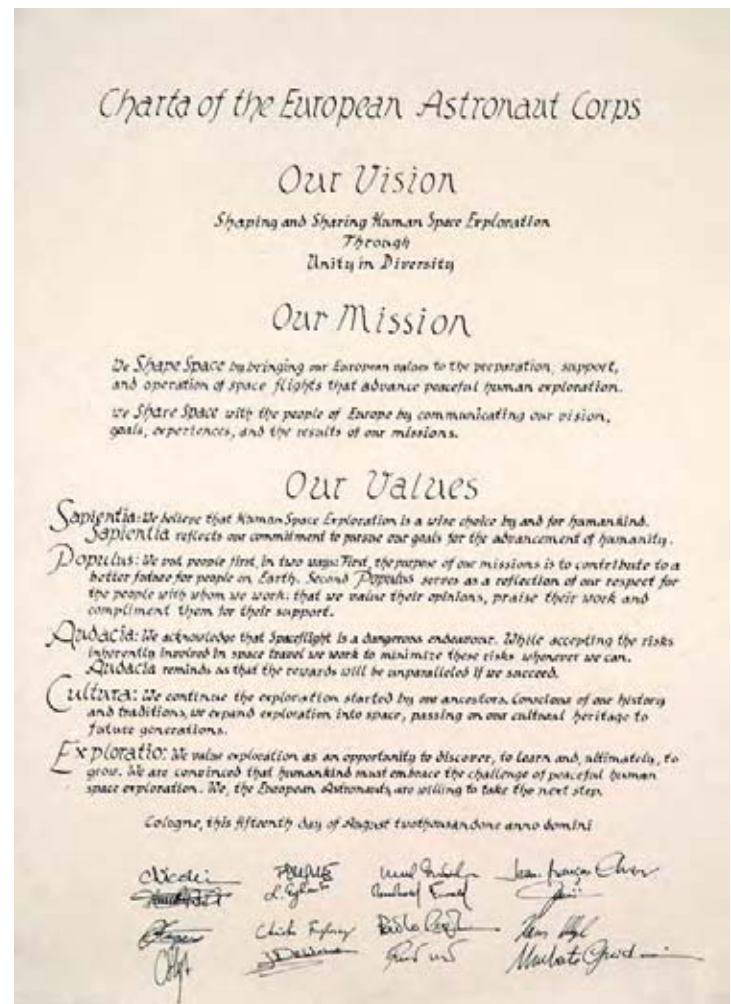 Charta of the European Astronaut Corps
Our Vision
Shaping and Sharing Human Space Exploration
Through
Unity in Diversity
Our Mission
We Shape Space by bringing our European values to the preparation, support,
and operation of space flights that advance peaceful human exploration.
We Share Space with the people of Europe by communicating our vision,
goals, experiences, and the results of our missions.
Our Values
Sapientia: We believe that Human Space Exploration is a wise choice by and for humankind.
Sapientia reflects our commitment to pursue our goals for the advancement of humanity.
Populus: We put people first, in two ways: First, the purpose of our missions is to contribute to a
better future for people on Earth. Second Populus serves as a reflection of our respect for
the people with whom we work: that we value their opinions, praise their work and
compliment them for their support.
Audacia: We acknowledge that Spaceflight is a dangerous endeavour. While accepting the risks
inherently involved in space travel we work to minimize these risks whenever we can.
Audacia reminds us that the rewards will be unparalleled if we succeed.
Cultura: We continue the exploration started by our ancestors. Conscious of our history
and traditions, we expand exploration into space, passing on our cultural heritage to
future generations.
Exploratio: We value exploration as an opportunity to discover, to learn and, ultimately, to
grow. We are convinced that humankind must embrace the challenge of peaceful human
space exploration. We, the European Astronauts, are willing to take the next step.
Cologne, this fifteenth day of August twothousandone anno domini